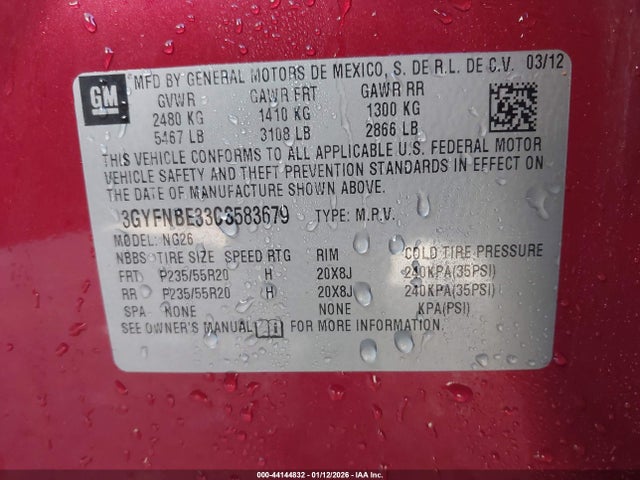 GM
MFD BY GENERAL MOTORS DE MEXICO, S. DE R.L. DE C.V. 03/12
GVWR GAWR FRT GAWR RR
2480 KG 1410 KG 1300 KG
5467 LB 3108 LB 2866 LB
THIS VEHICLE CONFORMS TO ALL APPLICABLE U.S. FEDERAL MOTOR
VEHICLE SAFETY AND THEFT PREVENTION STANDARDS IN EFFECT ON
THE DATE OF MANUFACTURE SHOWN ABOVE.
3GYFNBE33CS583679 TYPE: M.P.V.
MODEL: NG26
NBBS TIRE SIZE SPEED RTG RIM COLD TIRE PRESSURE
FRT P235/55R20 H 20X8J 240KPA(35PSI)
RR P235/55R20 H 20X8J 240KPA(35PSI)
SPA NONE NONE KPA(PSI)
SEE OWNER'S MANUAL FOR MORE INFORMATION.
000-44144832 - 01/12/2026 - IAA Inc.